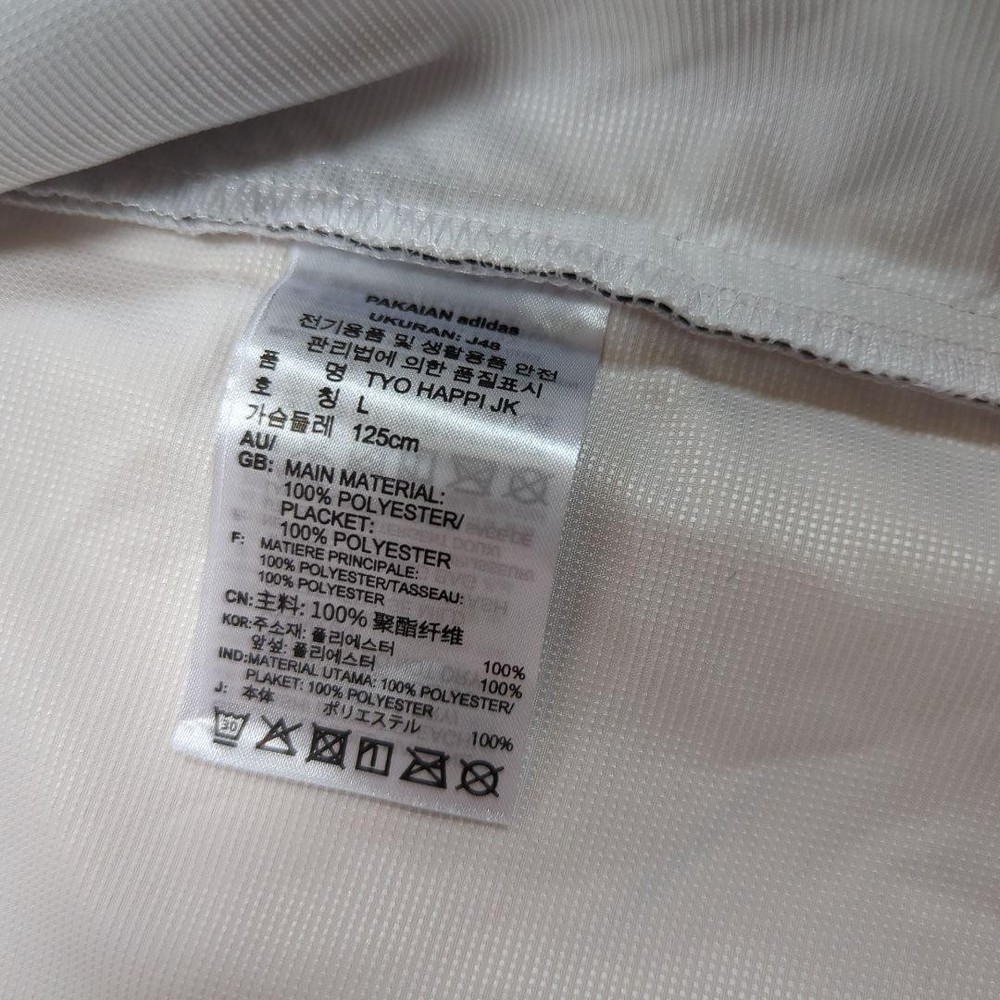 PAKAIAN adidas
UKURAN: J48
전기용품 및 생활용품 안전
관리법에 의한 품질표시
품 명 TYO HAPPI JK
호 칭 L
가슴둘레 125cm
AU/
GB: MAIN MATERIAL:
100% POLYESTER/
PLACKET:
100% POLYESTER
F: MATIERE PRINCIPALE:
100% POLYESTER/TASSEAU:
100% POLYESTER
CN:主料: 100% 聚酯纤维
KOR:주소재: 폴리에스터 100%
앞섶: 폴리에스터 100%
IND:MATERIAL UTAMA: 100% POLYESTER/
PLAKET: 100% POLYESTER
J: 本体 ポリエステル 100%
30